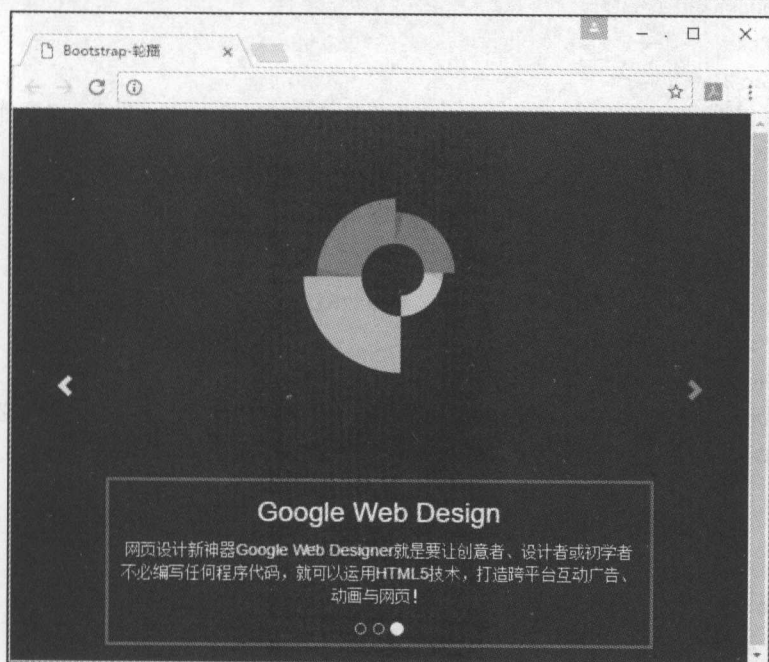 Bootstrap-轮播
Google Web Design
网页设计新神器Google Web Designer就是要让创意者、设计者或初学者
不必编写任何程序代码，就可以运用HTML5技术，打造跨平台互动广告、
动画与网页！